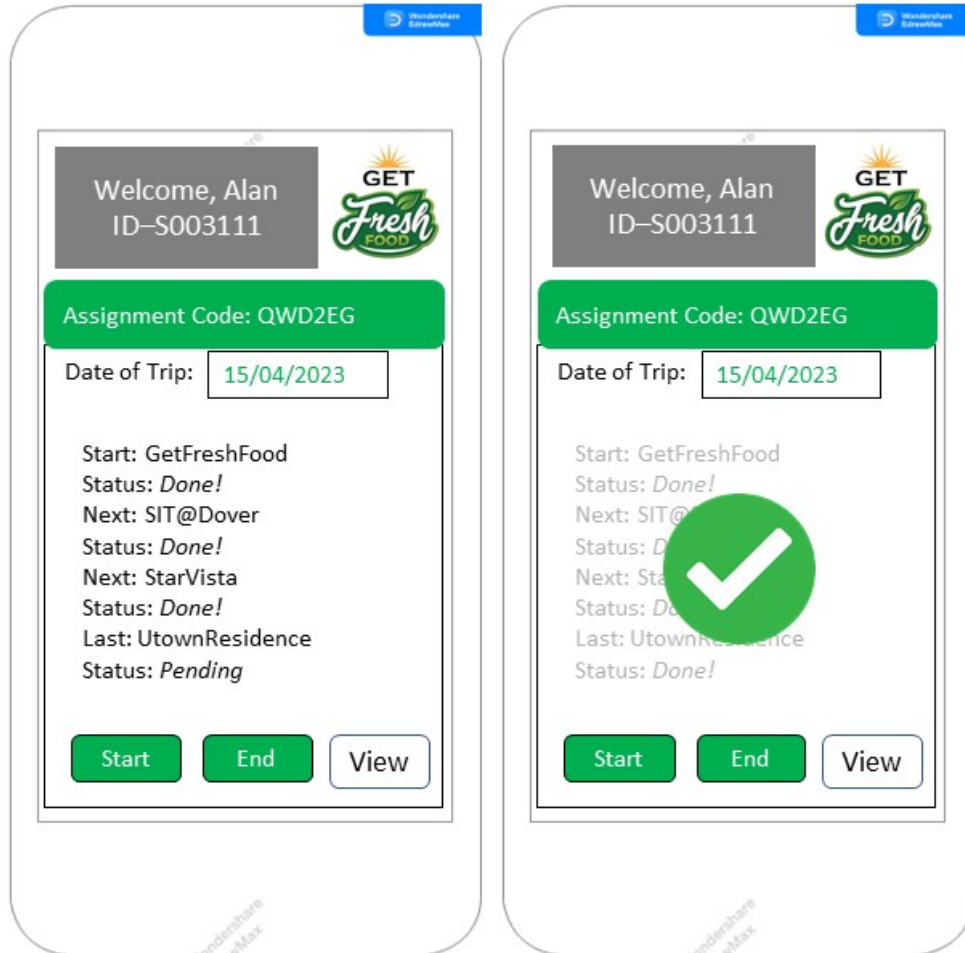 Wondershare
EdrawMax
Welcome, Alan
ID–S003111
GET
Fresh
FOOD
Assignment Code: QWD2EG
Date of Trip: 15/04/2023
Start: GetFreshFood
Status: Done!
Next: SIT@Dover
Status: Done!
Next: StarVista
Status: Done!
Last: UtownResidence
Status: Pending
Start End View
Wondershare
EdrawMax
Welcome, Alan
ID–S003111
GET
Fresh
FOOD
Assignment Code: QWD2EG
Date of Trip: 15/04/2023
Start: GetFreshFood
Status: Done!
Next: SIT@
Status:
Next: Sta
Status:
Last: UtownResidence
Status: Done!
Start End View